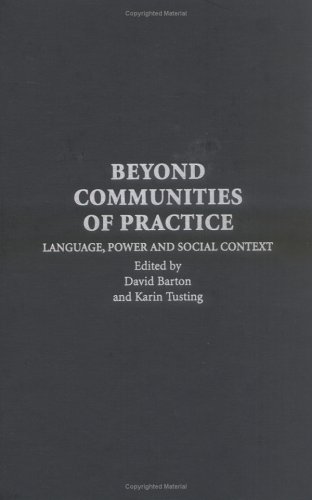 Copyrighted Material
BEYOND
COMMUNITIES
OF PRACTICE
LANGUAGE, POWER AND SOCIAL CONTEXT
Edited by
David Barton
and Karin Tusting
Copyrighted Material